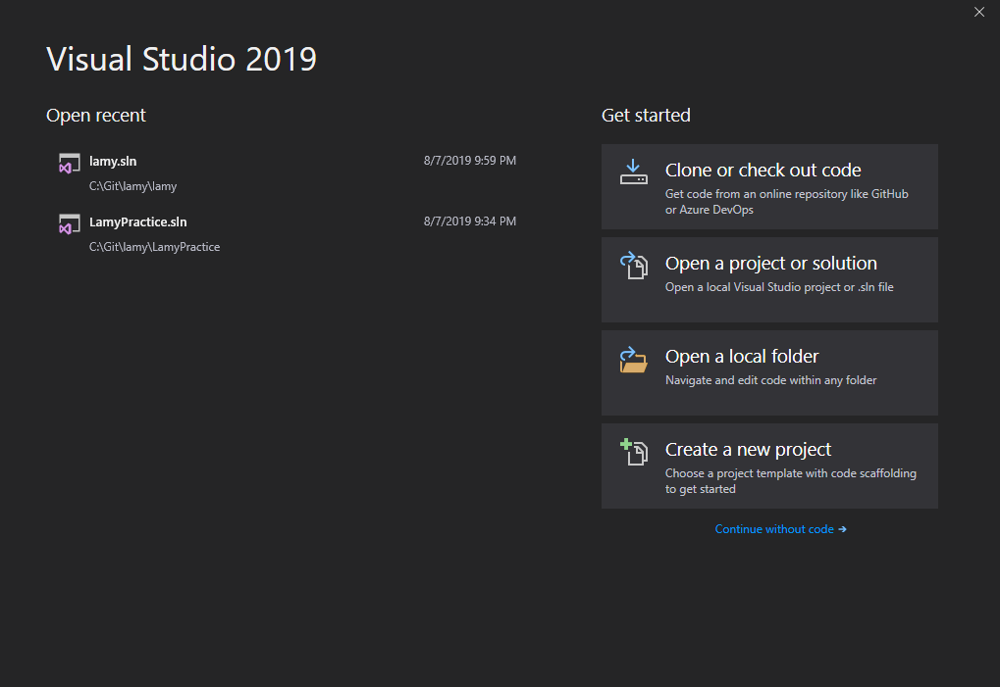 Visual Studio 2019
Open recent
lamy.sln 8/7/2019 9:59 PM
C:\Git\lamy\lamy
LamyPractice.sln 8/7/2019 9:34 PM
C:\Git\lamy\LamyPractice
Get started
Clone or check out code
Get code from an online repository like GitHub
or Azure DevOps
Open a project or solution
Open a local Visual Studio project or .sln file
Open a local folder
Navigate and edit code within any folder
Create a new project
Choose a project template with code scaffolding
to get started
Continue without code →